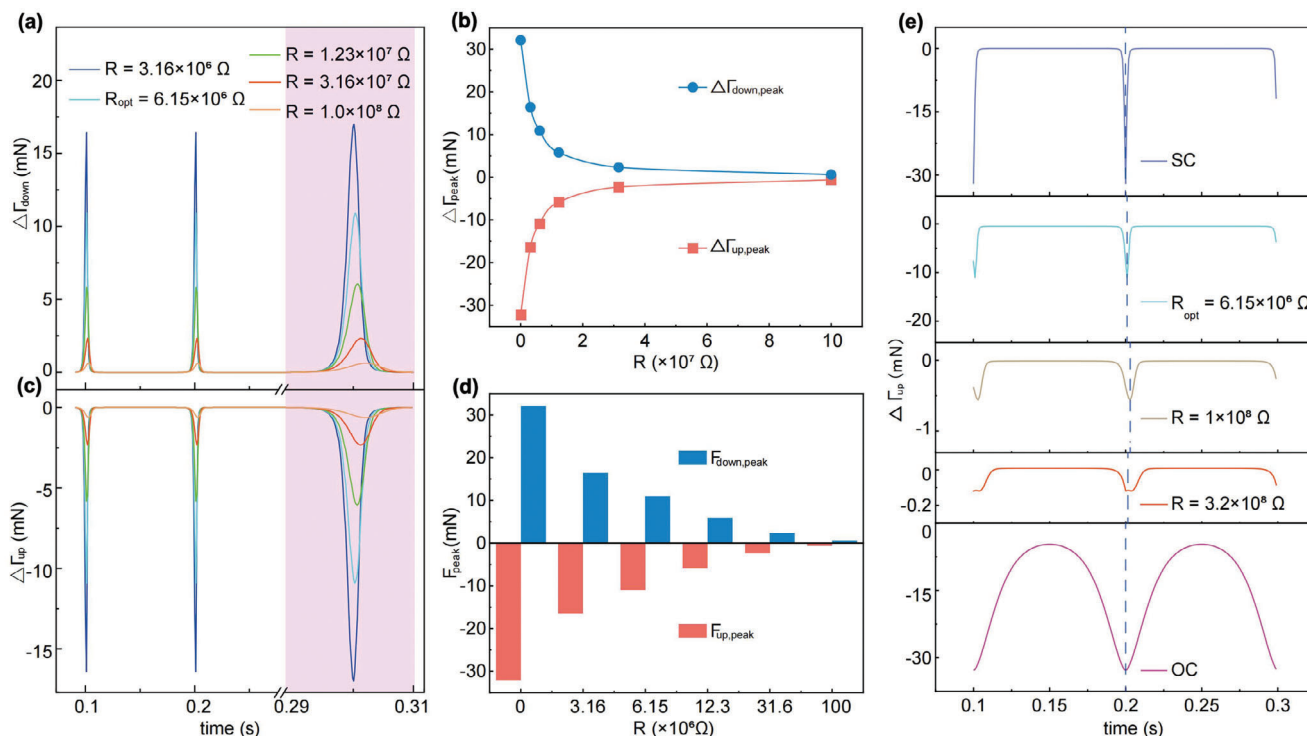 (a)
R = 3.16×10⁶ Ω
R_opt = 6.15×10⁶ Ω
R = 1.23×10⁷ Ω
R = 3.16×10⁷ Ω
R = 1.0×10⁸ Ω
20
15
10
5
0
△Γ_down (mN)
(c)
0
-5
-10
-15
△Γ_up (mN)
0.1
0.2
0.29
0.31
time (s)
(b)
30
20
10
0
-10
-20
-30
△Γ_peak (mN)
△Γ_down,peak
△Γ_up,peak
0 2 4 6 8 10
R (×10⁷ Ω)
(d)
30
20
10
0
-10
-20
-30
F_peak (mN)
F_down,peak
F_up,peak
0 3.16 6.15 12.3 31.6 100
R (×10⁶Ω)
(e)
0
-15
-30
SC
0
-10
-20
R_opt = 6.15×10⁶ Ω
0
-1
R = 1×10⁸ Ω
△ Γ_up (mN)
0
-0.2
R = 3.2×10⁸ Ω
0
-15
-30
OC
0.1 0.15 0.2 0.25 0.3
time (s)